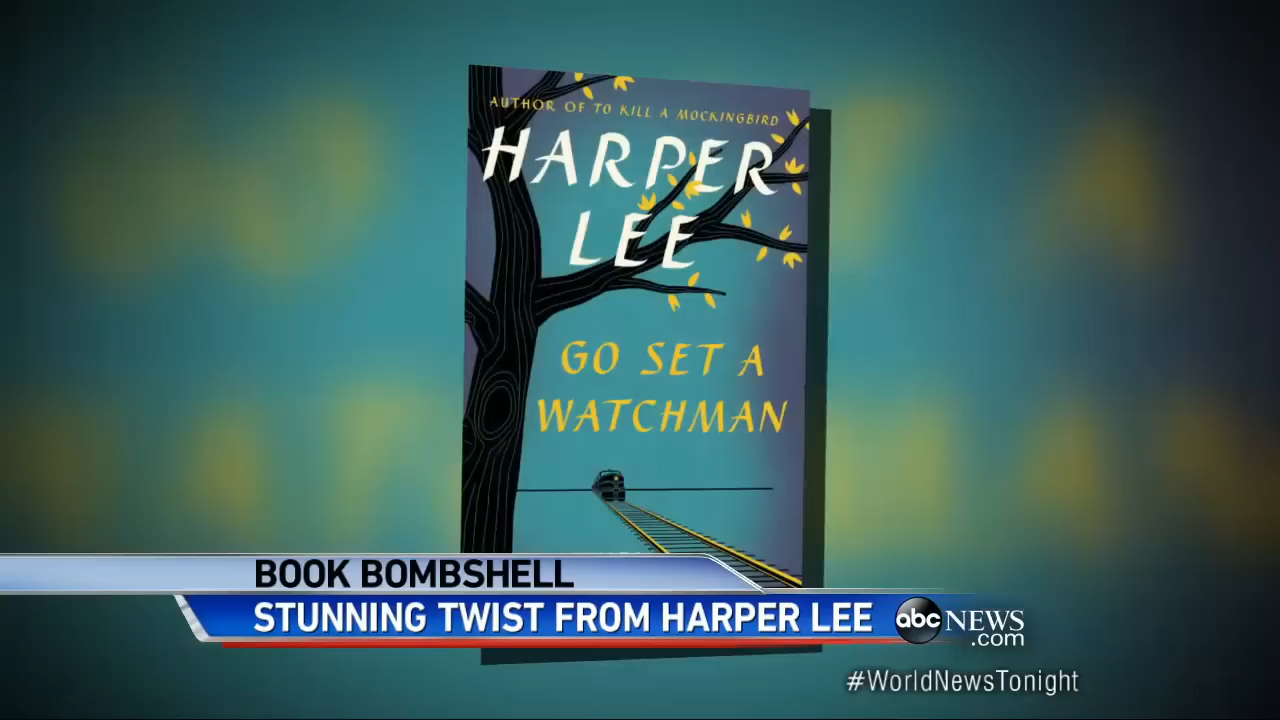 AUTHOR OF TO KILL A MOCKINGBIRD
HARPER
LEE
GO SET A
WATCHMAN
BOOK BOMBSHELL
STUNNING TWIST FROM HARPER LEE
abc NEWS
.com
#WorldNewsTonight